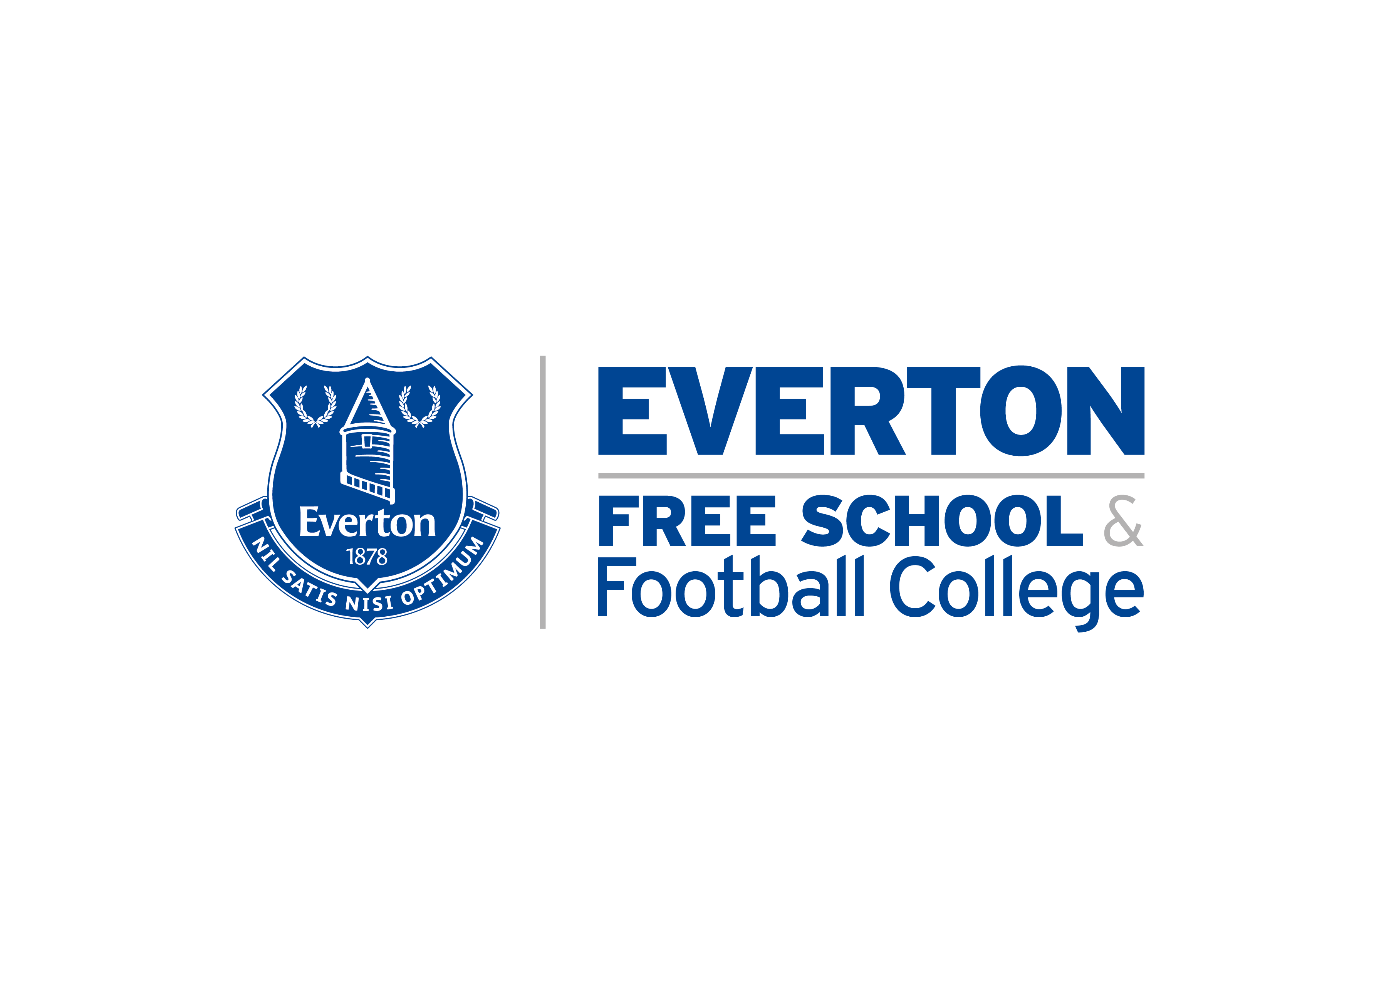 Everton
1878
NIL SATIS NISI OPTIMUM
EVERTON
FREE SCHOOL &
Football College